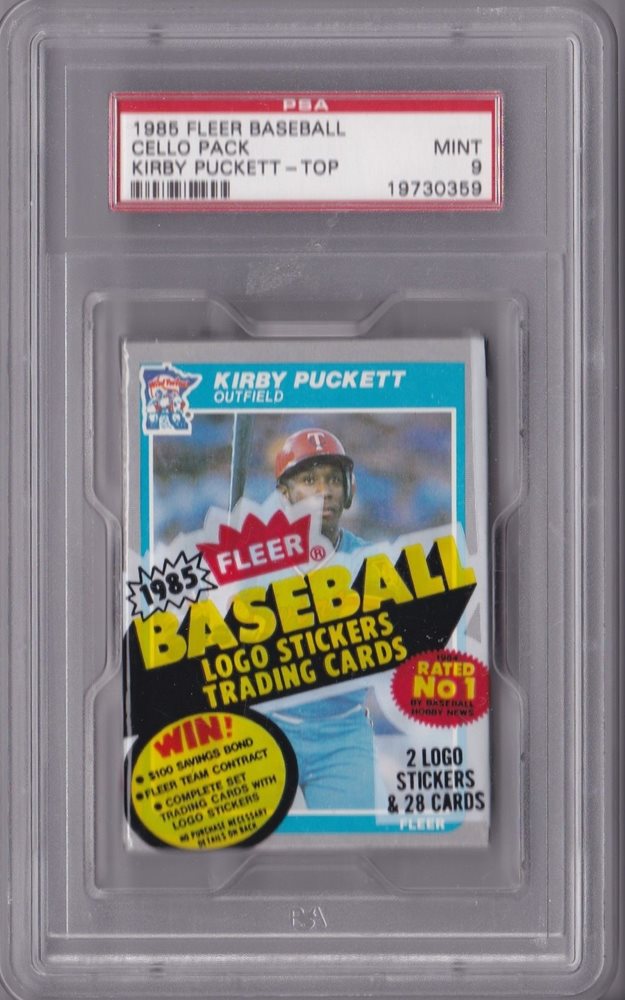 PSA
1985 FLEER BASEBALL
CELLO PACK MINT
KIRBY PUCKETT - TOP 9
19730359
KIRBY PUCKETT
OUTFIELD
T
FLEER®
1985
BASEBALL
LOGO STICKERS
TRADING CARDS
1984
RATED
NO 1
BY BASEBALL
HOBBY NEWS
WIN!
• $100 SAVINGS BOND
• FLEER TEAM CONTRACT
• COMPLETE SET
TRADING CARDS WITH
LOGO STICKERS
NO PURCHASE NECESSARY
DETAILS ON BACK
2 LOGO
STICKERS
& 28 CARDS
FLEER
PSA